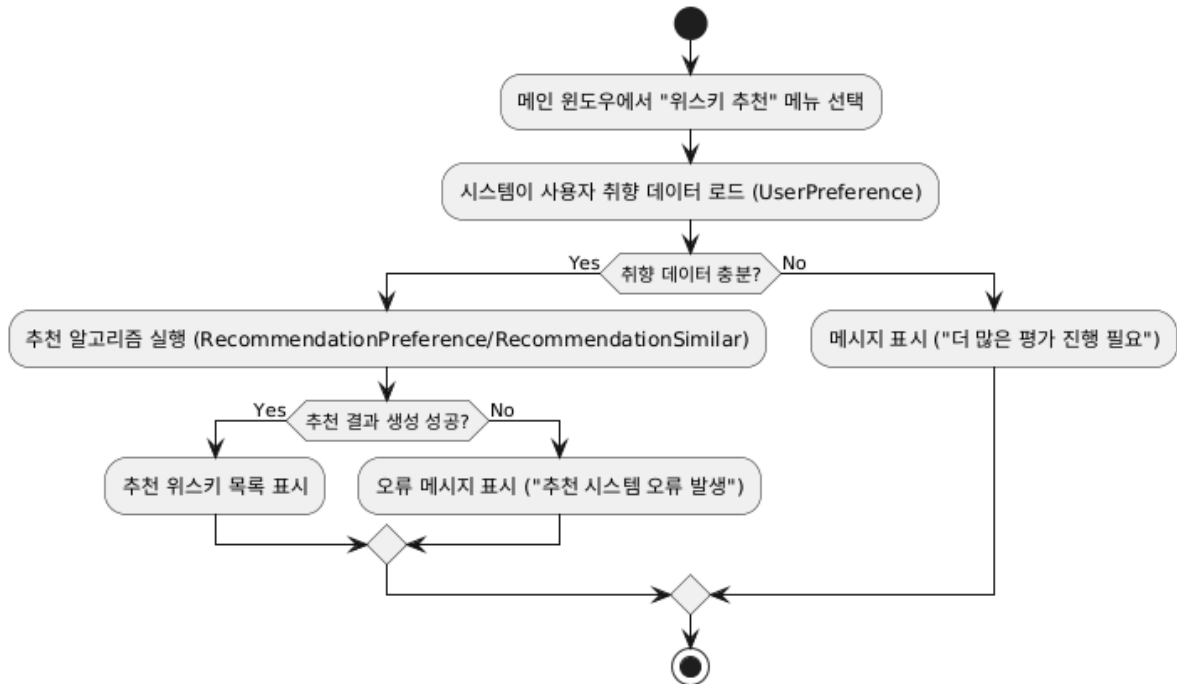 메인 윈도우에서 "위스키 추천" 메뉴 선택
시스템이 사용자 취향 데이터 로드 (UserPreference)
Yes
취향 데이터 충분?
No
추천 알고리즘 실행 (RecommendationPreference/RecommendationSimilar)
메시지 표시 ("더 많은 평가 진행 필요")
Yes
추천 결과 생성 성공?
No
추천 위스키 목록 표시
오류 메시지 표시 ("추천 시스템 오류 발생")